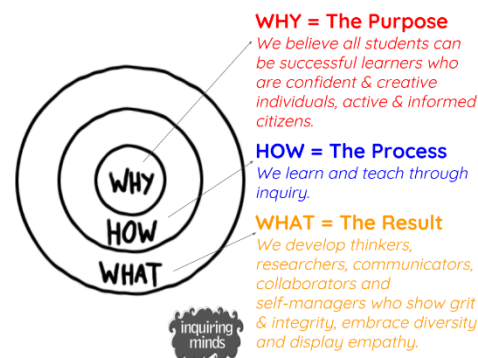 WHY = The Purpose
We believe all students can
be successful learners who
are confident & creative
individuals, active & informed
citizens.
HOW = The Process
We learn and teach through
inquiry.
WHAT = The Result
We develop thinkers,
researchers, communicators,
collaborators and
self-managers who show grit
& integrity, embrace diversity
and display empathy.
WHY
HOW
WHAT
inquiring
minds